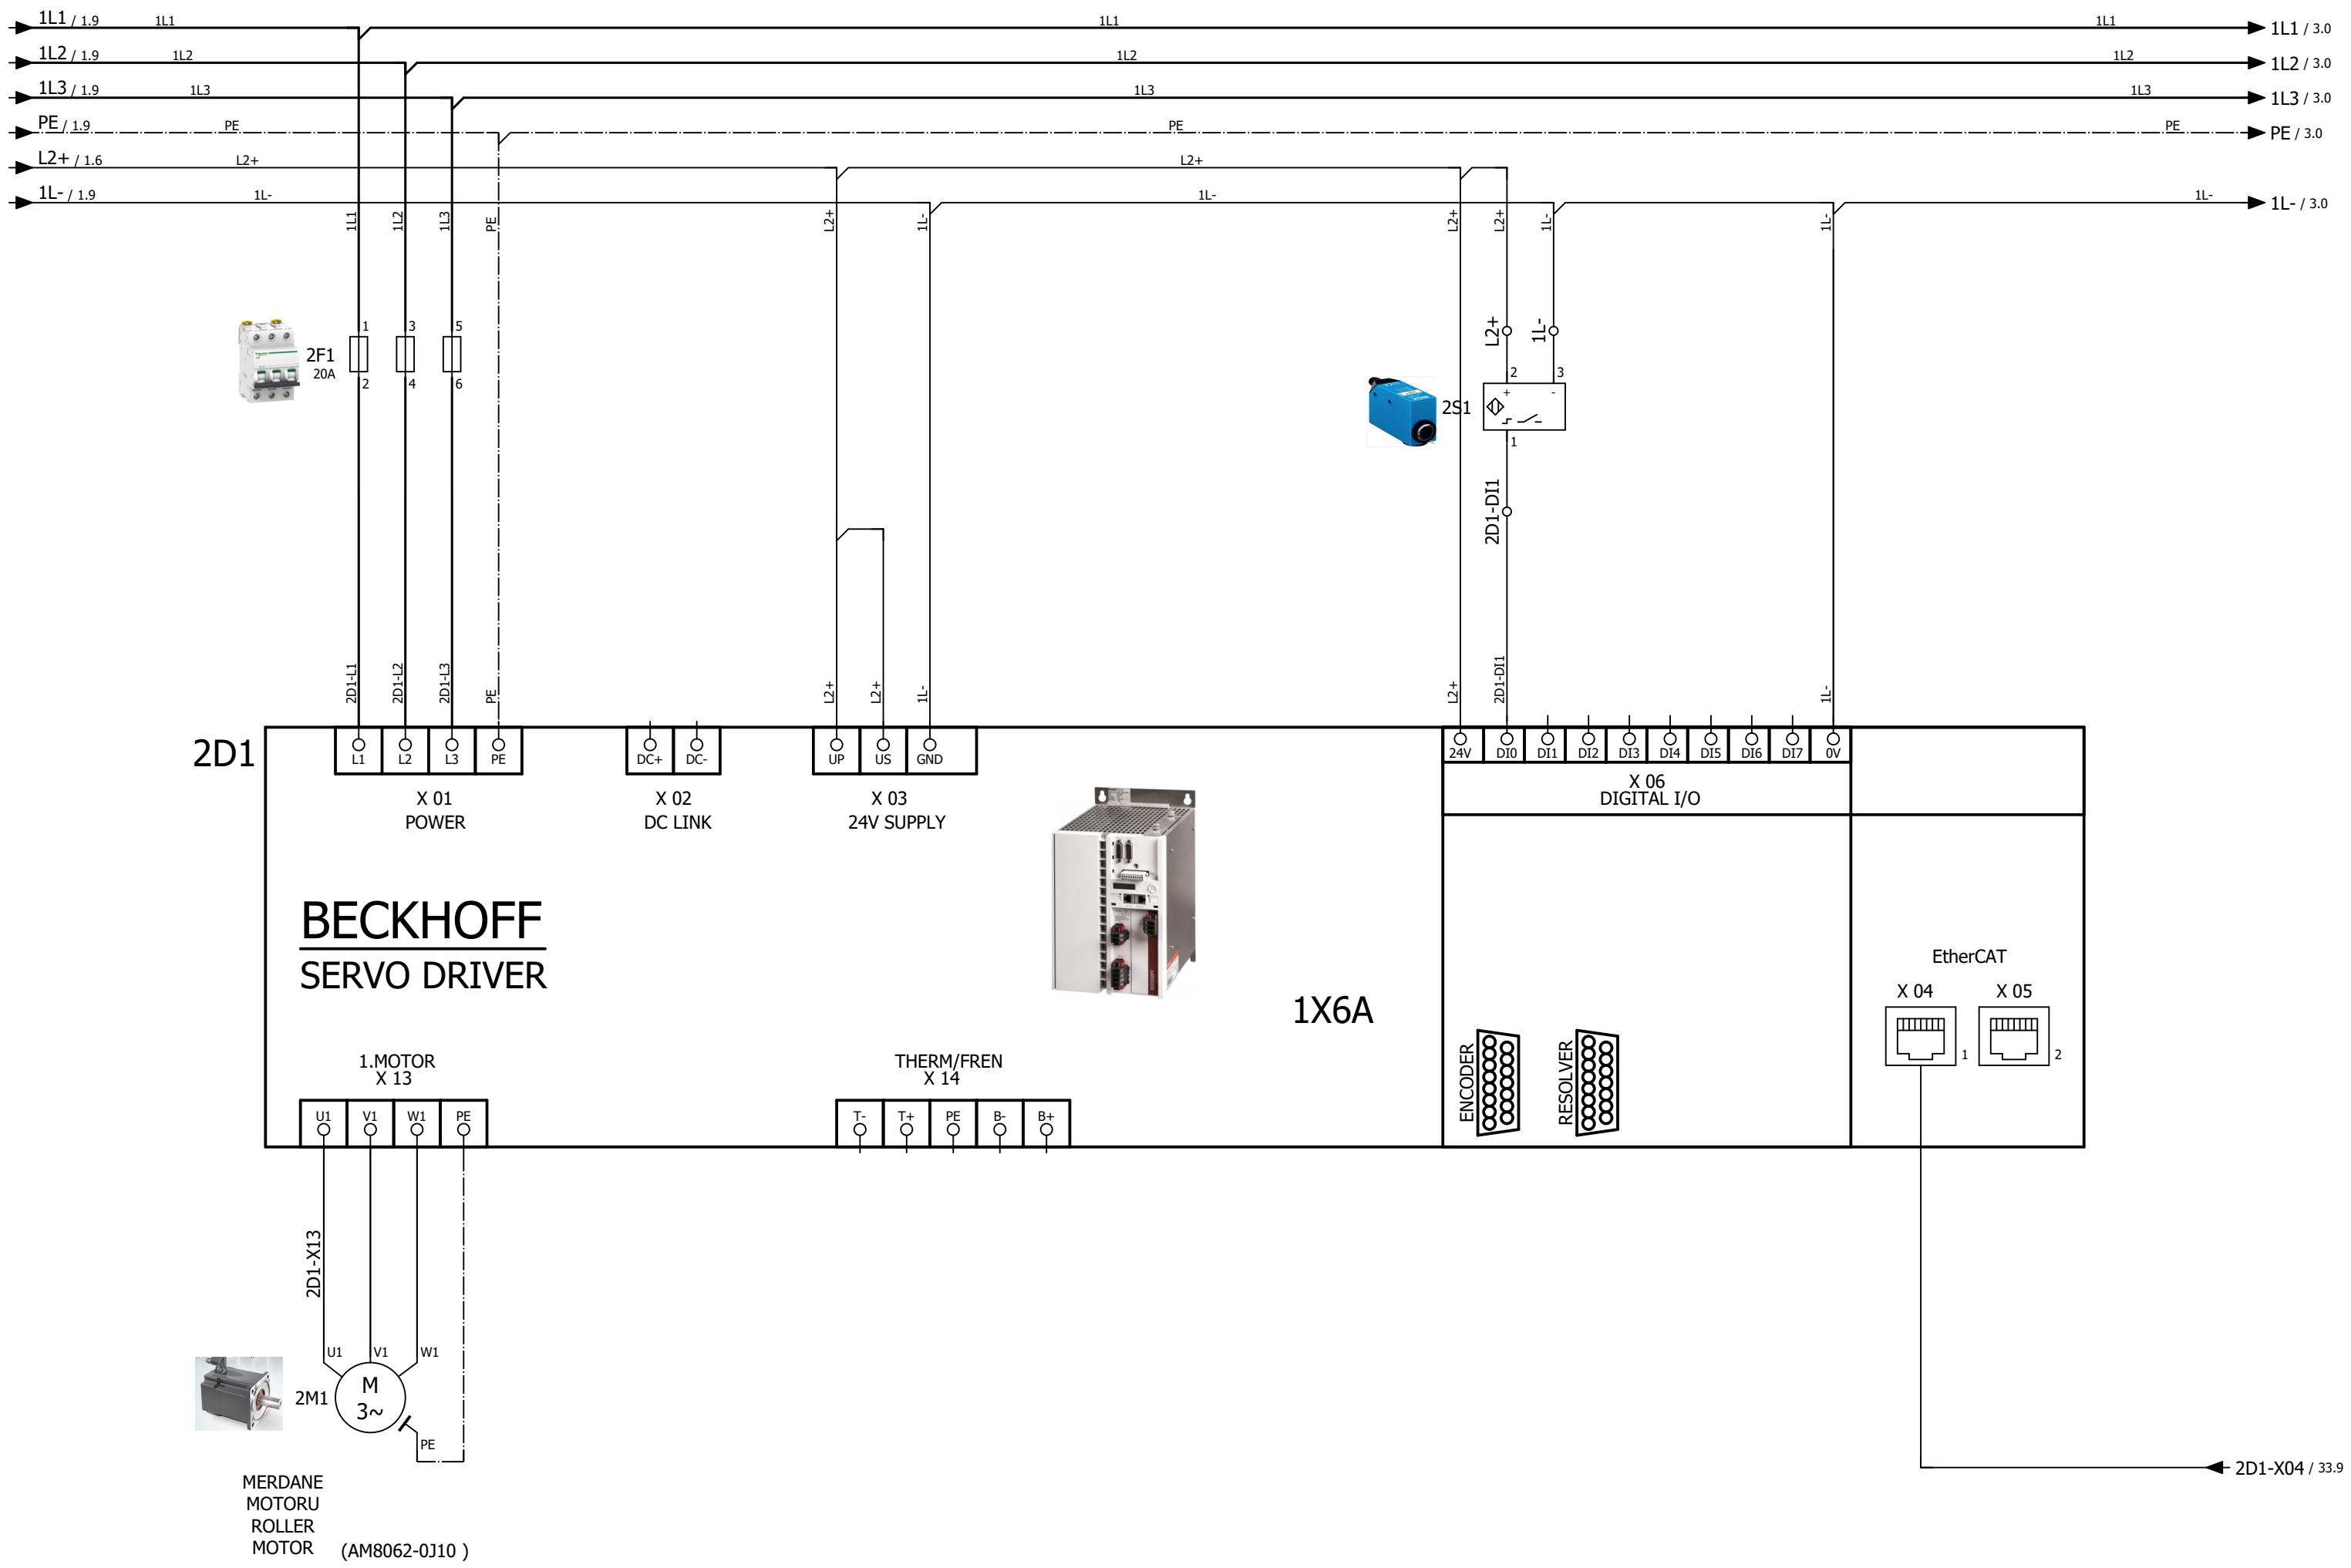 1L1 / 1.9 1L1 1L1 1L1 1L1 / 3.0
1L2 / 1.9 1L2 1L2 1L2 1L2 / 3.0
1L3 / 1.9 1L3 1L3 1L3 1L3 / 3.0
PE / 1.9 PE PE PE PE / 3.0
L2+ / 1.6 L2+ L2+
1L- / 1.9 1L- 1L- 1L- 1L- / 3.0
1L1 1L2 1L3 PE L2+ 1L- L2+ L2+ 1L- 1L-
L2+ 1L-
1 3 5
2F1
20A
2 4 6
2 3
+ -
2S1
1
2D1-DI1
2D1-L1 2D1-L2 2D1-L3 PE L2+ L2+ 1L- L2+ 2D1-DI1 1L-
2D1
L1 L2 L3 PE DC+ DC- UP US GND 24V DI0 DI1 DI2 DI3 DI4 DI5 DI6 DI7 0V
X 01
POWER
X 02
DC LINK
X 03
24V SUPPLY
X 06
DIGITAL I/O
BECKHOFF
SERVO DRIVER
1X6A
EtherCAT
X 04 X 05
1 2
ENCODER
RESOLVER
1.MOTOR
X 13
THERM/FREN
X 14
U1 V1 W1 PE T- T+ PE B- B+
2D1-X13
U1 V1 W1
2M1
M
3~
PE
2D1-X04 / 33.9
MERDANE
MOTORU
ROLLER
MOTOR (AM8062-0J10 )